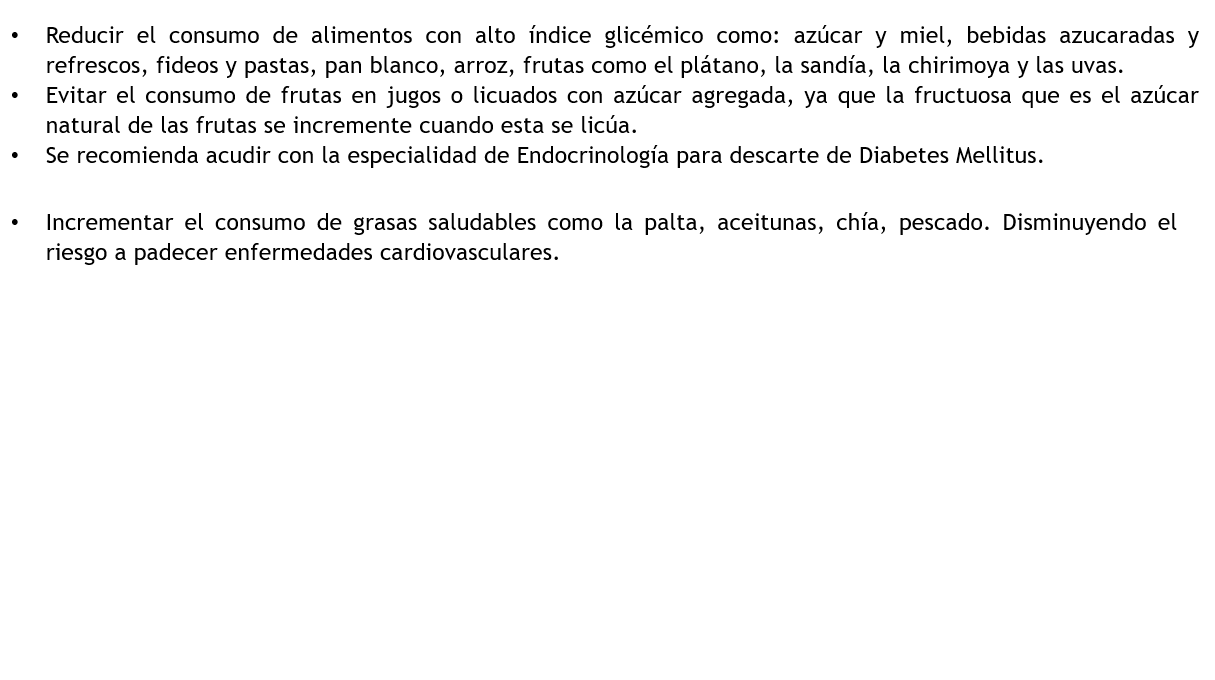 • Reducir el consumo de alimentos con alto índice glicémico como: azúcar y miel, bebidas azucaradas y
refrescos, fideos y pastas, pan blanco, arroz, frutas como el plátano, la sandía, la chirimoya y las uvas.
• Evitar el consumo de frutas en jugos o licuados con azúcar agregada, ya que la fructuosa que es el azúcar
natural de las frutas se incremente cuando esta se licúa.
• Se recomienda acudir con la especialidad de Endocrinología para descarte de Diabetes Mellitus.
• Incrementar el consumo de grasas saludables como la palta, aceitunas, chía, pescado. Disminuyendo el
riesgo a padecer enfermedades cardiovasculares.